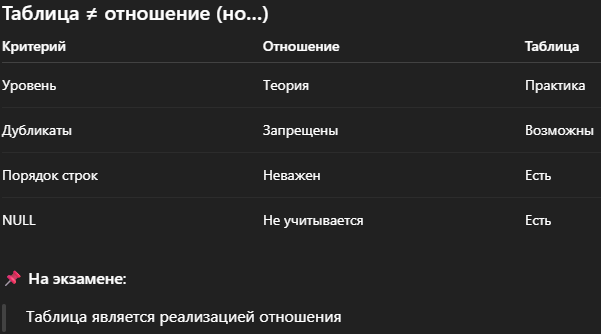 Таблица ≠ отношение (но...)
Критерий Отношение Таблица
Уровень Теория Практика
Дубликаты Запрещены Возможны
Порядок строк Неважен Есть
NULL Не учитывается Есть
📌 На экзамене:
Таблица является реализацией отношения